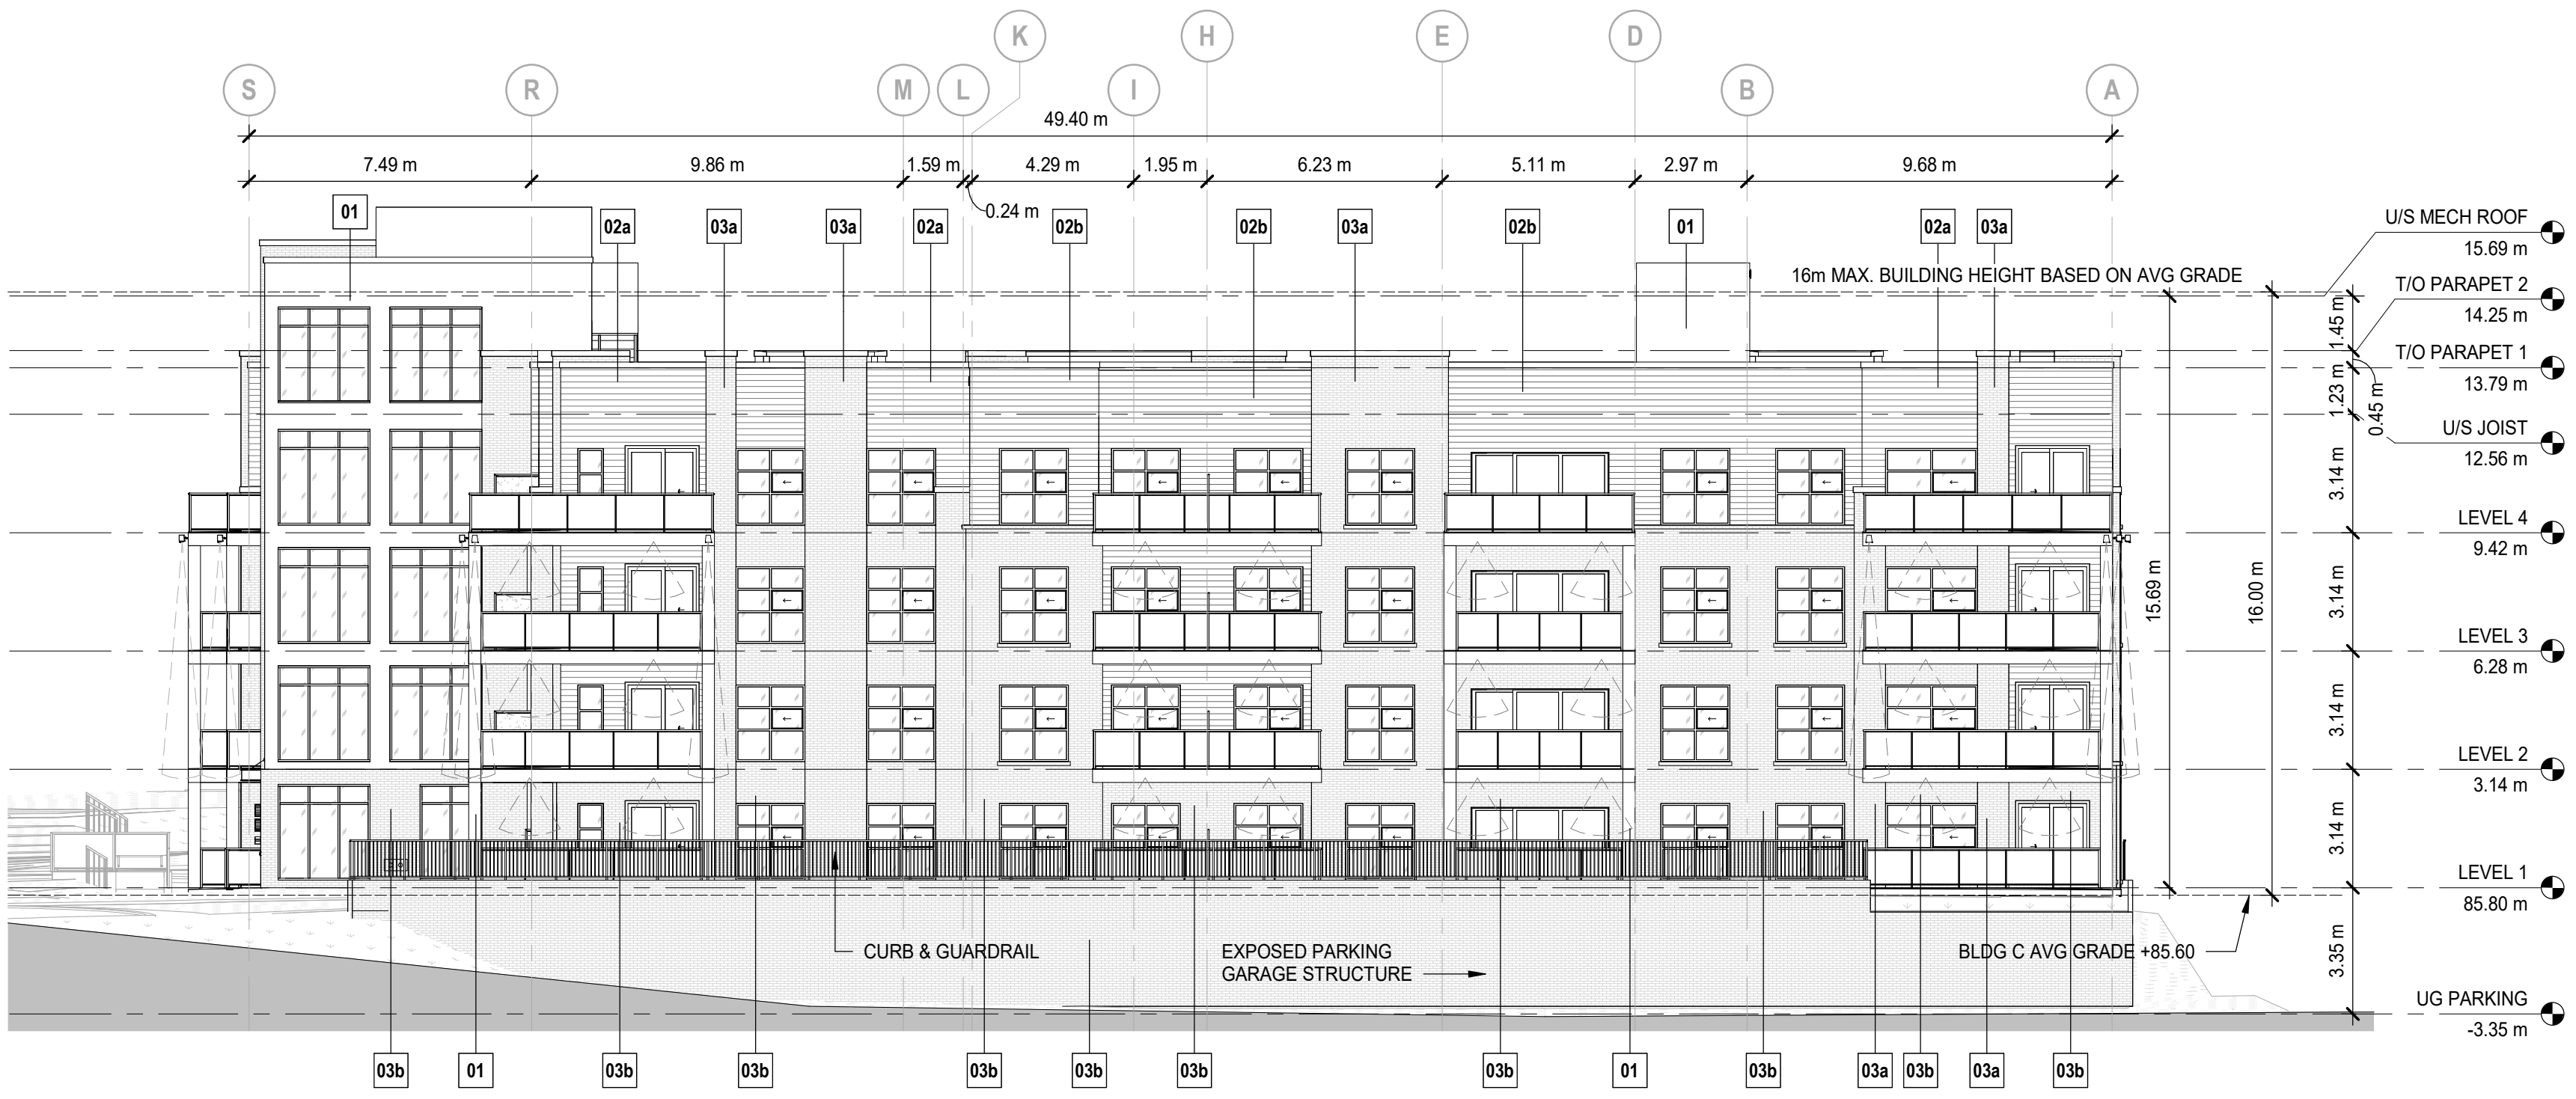 K H E D
S R M L I B A
49.40 m
7.49 m 9.86 m 1.59 m 4.29 m 1.95 m 6.23 m 5.11 m 2.97 m 9.68 m
0.24 m
01 02a 03a 03a 02a 02b 02b 03a 02b 01 02a 03a
U/S MECH ROOF
15.69 m
16m MAX. BUILDING HEIGHT BASED ON AVG GRADE
T/O PARAPET 2
14.25 m
T/O PARAPET 1
13.79 m
U/S JOIST
12.56 m
LEVEL 4
9.42 m
LEVEL 3
6.28 m
LEVEL 2
3.14 m
LEVEL 1
85.80 m
UG PARKING
-3.35 m
1.45 m
1.23 m
0.45 m
3.14 m
3.14 m
3.14 m
3.14 m
3.35 m
15.69 m
16.00 m
CURB & GUARDRAIL
EXPOSED PARKING
GARAGE STRUCTURE
BLDG C AVG GRADE +85.60
03b 01 03b 03b 03b 03b 03b 03b 01 03b 03a 03b 03a 03b